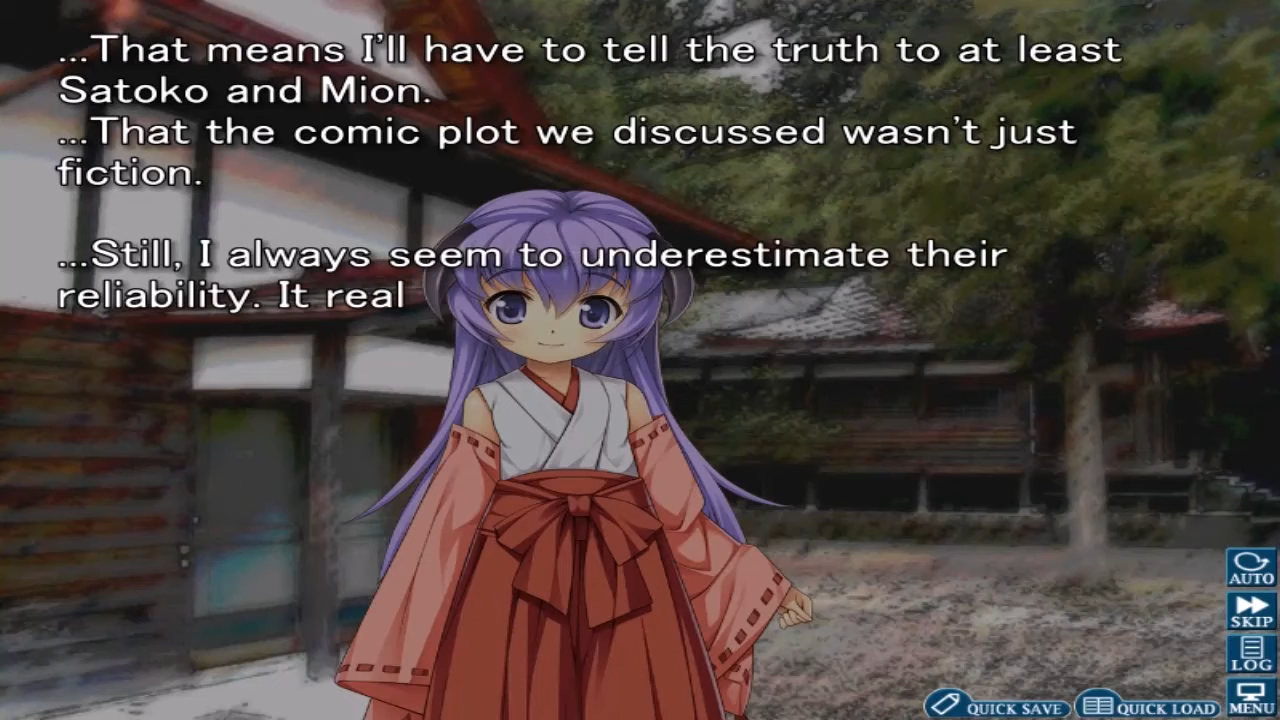 ...That means I'll have to tell the truth to at least
Satoko and Mion.
...That the comic plot we discussed wasn't just
fiction.
...Still, I always seem to underestimate their
reliability. It real
AUTO
SKIP
LOG
MENU
QUICK SAVE
QUICK LOAD